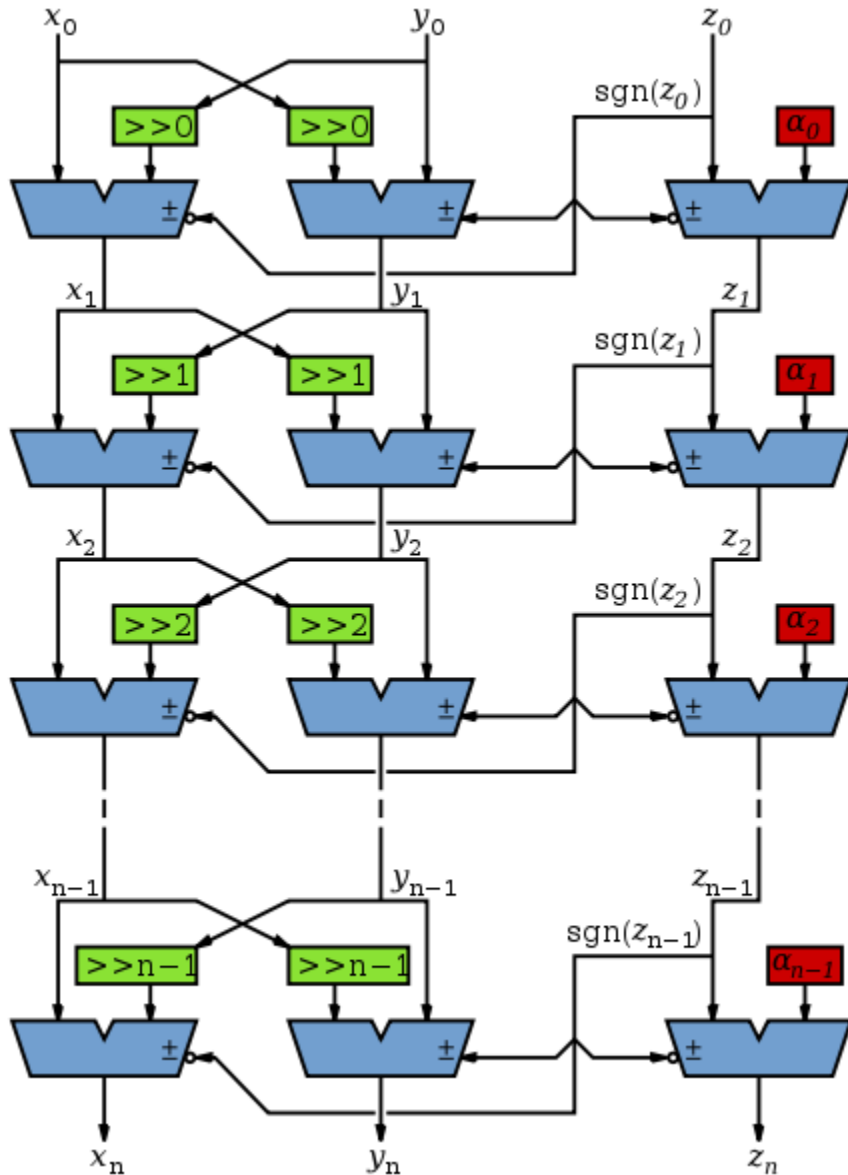 x₀ y₀ z₀
sgn(z₀)
>>0 >>0 α₀
± ± ±
x₁ y₁ z₁
sgn(z₁)
>>1 >>1 α₁
± ± ±
x₂ y₂ z₂
sgn(z₂)
>>2 >>2 α₂
± ± ±
xₙ₋₁ yₙ₋₁ zₙ₋₁
sgn(zₙ₋₁)
>>n−1 >>n−1 αₙ₋₁
± ± ±
xₙ yₙ zₙ